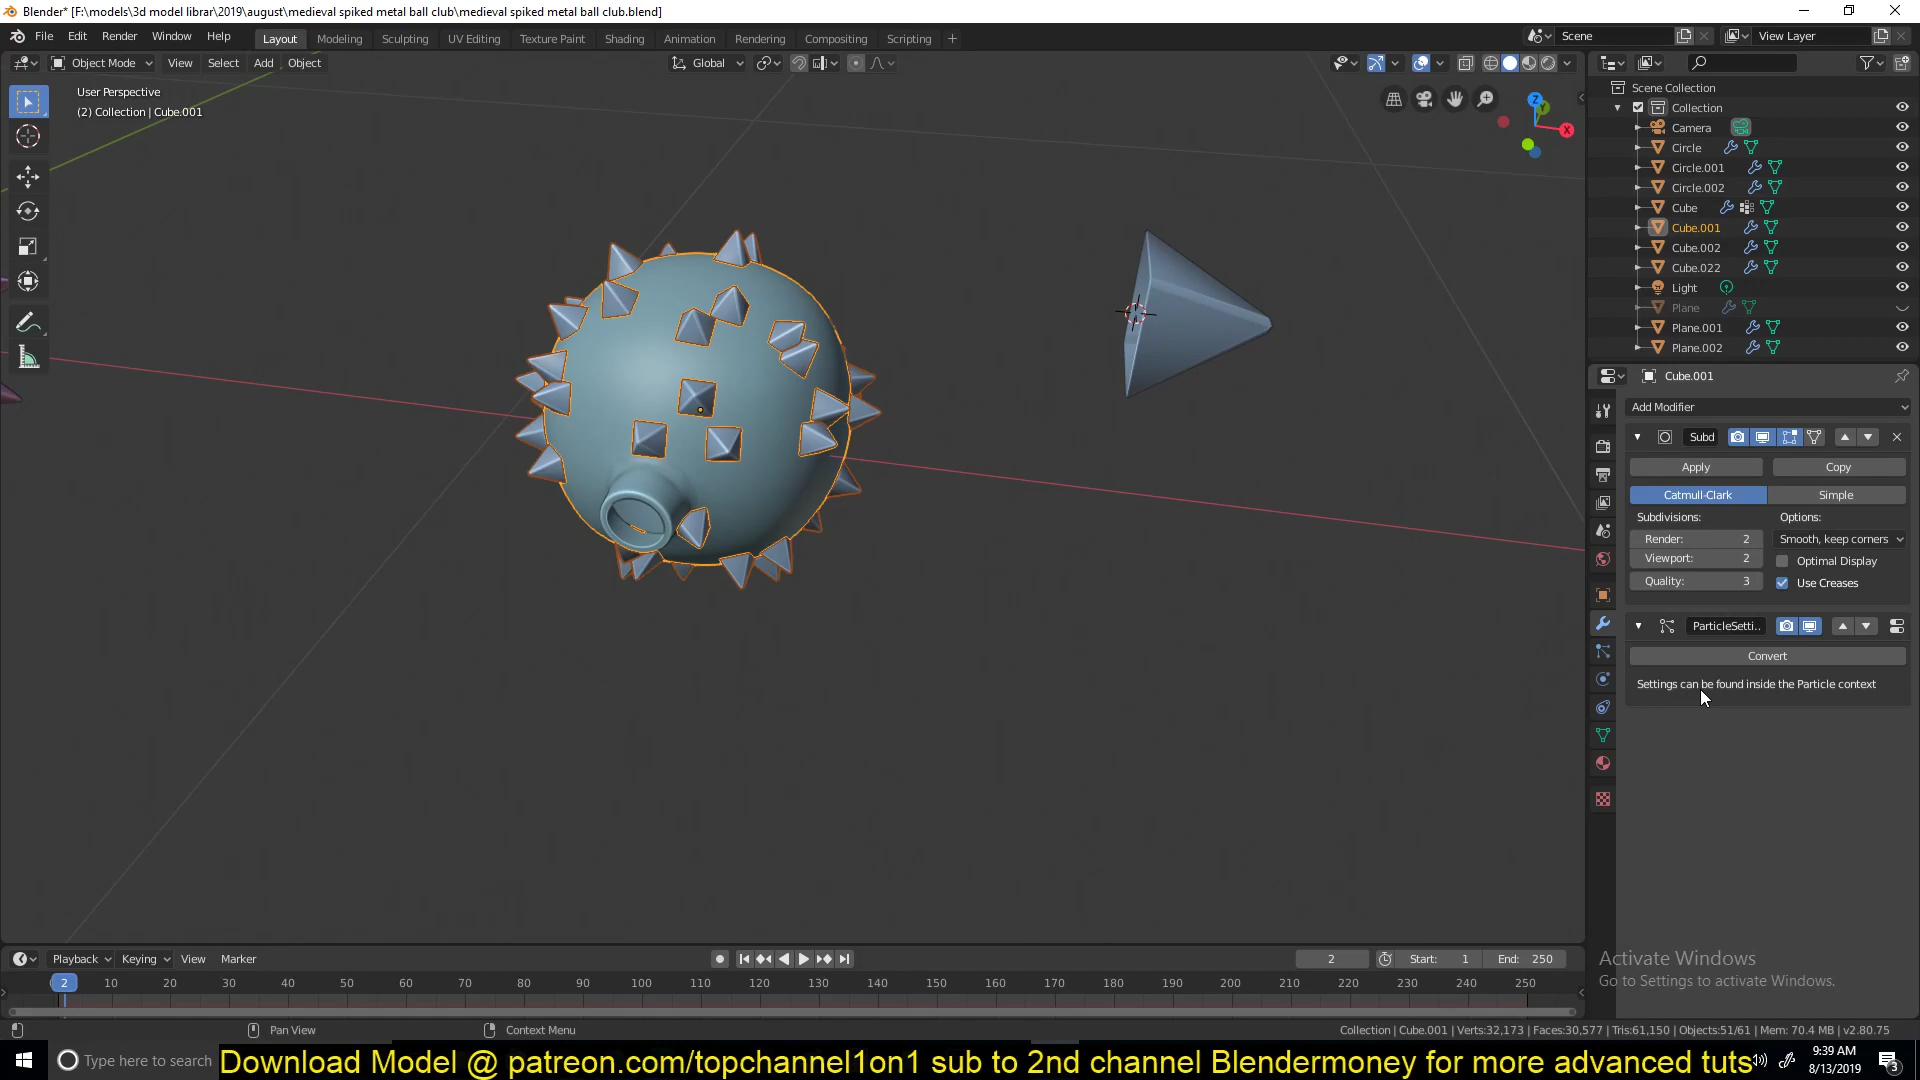 Blender* [F:\models\3d model librar\2019\august\medieval spiked metal ball club\medieval spiked metal ball club.blend]
File Edit Render Window Help Layout Modeling Sculpting UV Editing Texture Paint Shading Animation Rendering Compositing Scripting + Scene View Layer
Object Mode View Select Add Object Global
User Perspective
(2) Collection | Cube.001
Z
Y
X
Scene Collection
Collection
Camera
Circle
Circle.001
Circle.002
Cube
Cube.001
Cube.002
Cube.022
Light
Plane
Plane.001
Plane.002
Cube.001
Add Modifier
Subd
Apply Copy
Catmull-Clark Simple
Subdivisions: Options:
Render: 2 Smooth, keep corners
Viewport: 2 Optimal Display
Quality: 3 Use Creases
ParticleSetti..
Convert
Settings can be found inside the Particle context
Activate Windows
Go to Settings to activate Windows.
Playback Keying View Marker 2 Start: 1 End: 250
2 10 20 30 40 50 60 70 80 90 100 110 120 130 140 150 160 170 180 190 200 210 220 230 240 250
Pan View Context Menu Collection | Cube.001 | Verts:32,173 | Faces:30,577 | Tris:61,150 | Objects:51/61 | Mem: 70.4 MB | v2.80.75
Type here to search
Download Model @ patreon.com/topchannel1on1 sub to 2nd channel Blendermoney for more advanced tuts
9:39 AM
8/13/2019
3